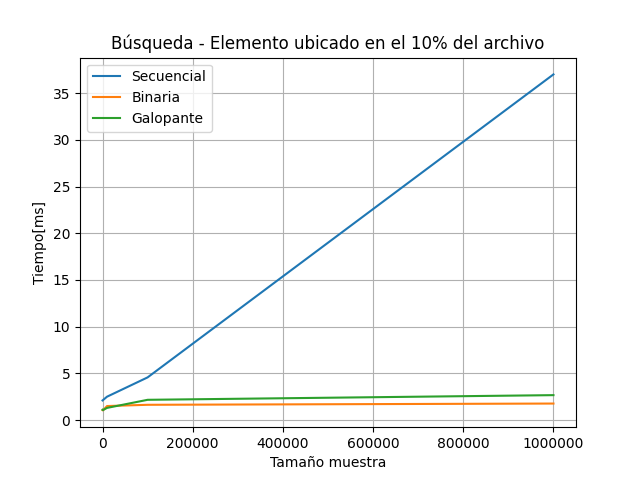 Búsqueda - Elemento ubicado en el 10% del archivo
Secuencial
Binaria
Galopante
Tiempo[ms]
35
30
25
20
15
10
5
0
0 200000 400000 600000 800000 1000000
Tamaño muestra